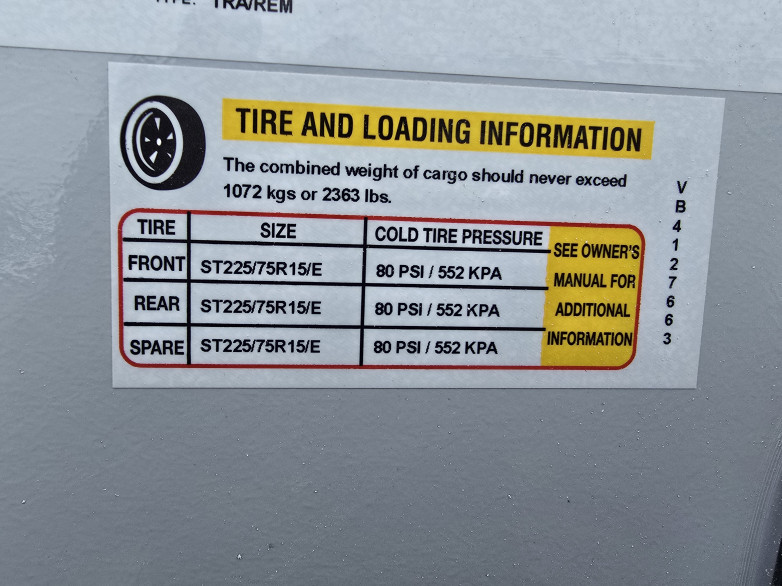 TYPE: TRA/REM
TIRE AND LOADING INFORMATION
The combined weight of cargo should never exceed
1072 kgs or 2363 lbs.
TIRE SIZE COLD TIRE PRESSURE
FRONT ST225/75R15/E 80 PSI / 552 KPA
REAR ST225/75R15/E 80 PSI / 552 KPA
SPARE ST225/75R15/E 80 PSI / 552 KPA
SEE OWNER'S
MANUAL FOR
ADDITIONAL
INFORMATION
V
B
4
1
2
7
6
6
3